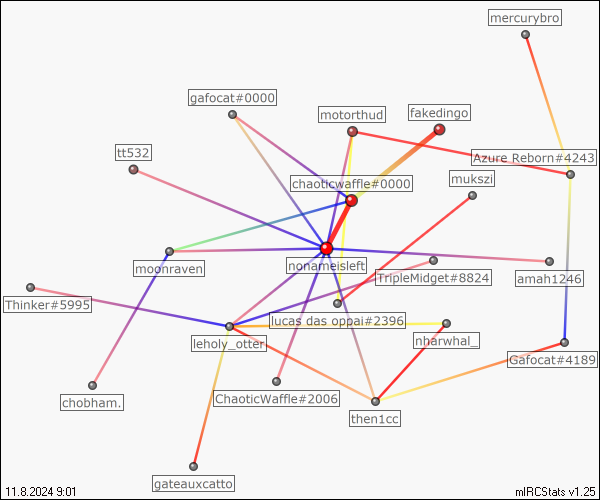 mercurybro
gafocat#0000
motorthud
fakedingo
tt532
Azure Reborn#4243
chaoticwaffle#0000
mukszi
moonraven
nonameisleft
TripleMidget#8824
amah1246
Thinker#5995
lucas das oppai#2396
leholy_otter
nharwhal_
Gafocat#4189
chobham.
ChaoticWaffle#2006
then1cc
gateauxcatto
11.8.2024 9:01
mIRCStats v1.25